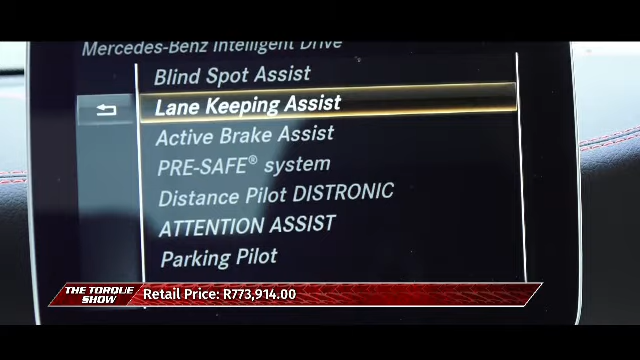 Mercedes-Benz Intelligent Drive
Blind Spot Assist
Lane Keeping Assist
Active Brake Assist
PRE-SAFE® system
Distance Pilot DISTRONIC
ATTENTION ASSIST
Parking Pilot
THE TORQUE
SHOW
Retail Price: R773,914.00